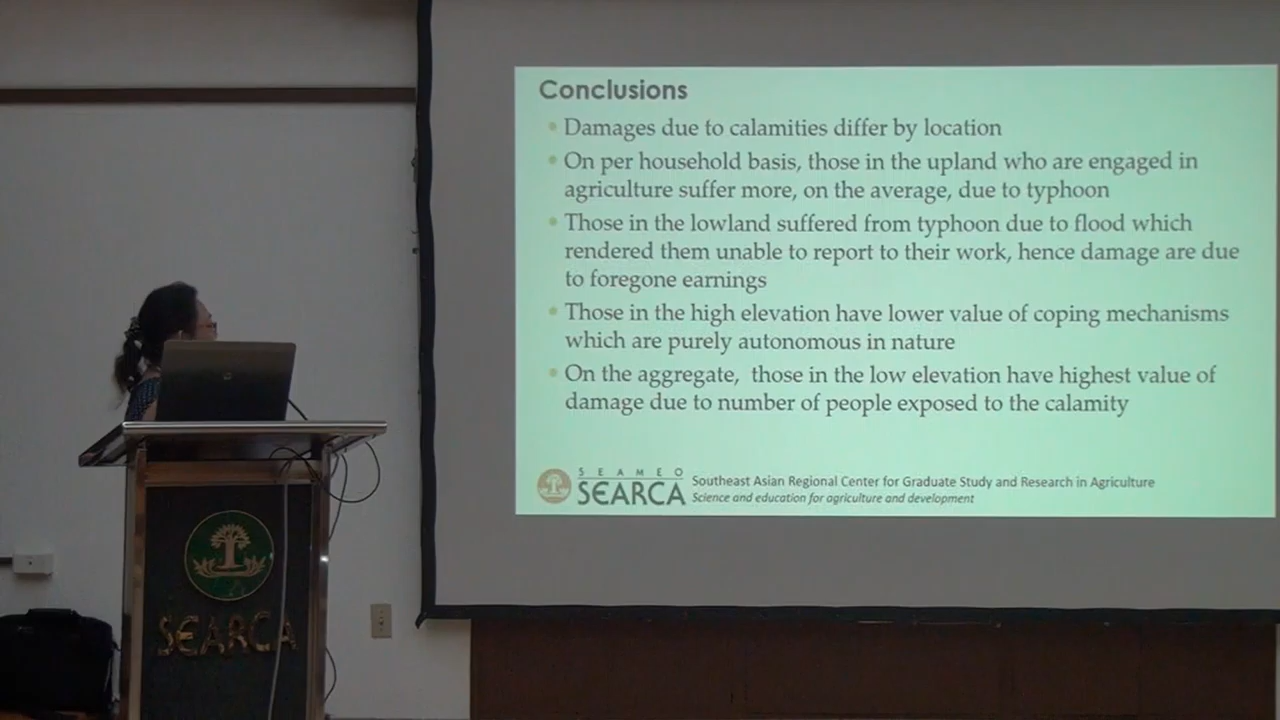 Conclusions
Damages due to calamities differ by location
On per household basis, those in the upland who are engaged in
agriculture suffer more, on the average, due to typhoon
Those in the lowland suffered from typhoon due to flood which
rendered them unable to report to their work, hence damage are due
to foregone earnings
Those in the high elevation have lower value of coping mechanisms
which are purely autonomous in nature
On the aggregate, those in the low elevation have highest value of
damage due to number of people exposed to the calamity
SEAMEO
SEARCA
Southeast Asian Regional Center for Graduate Study and Research in Agriculture
Science and education for agriculture and development
SEARCA